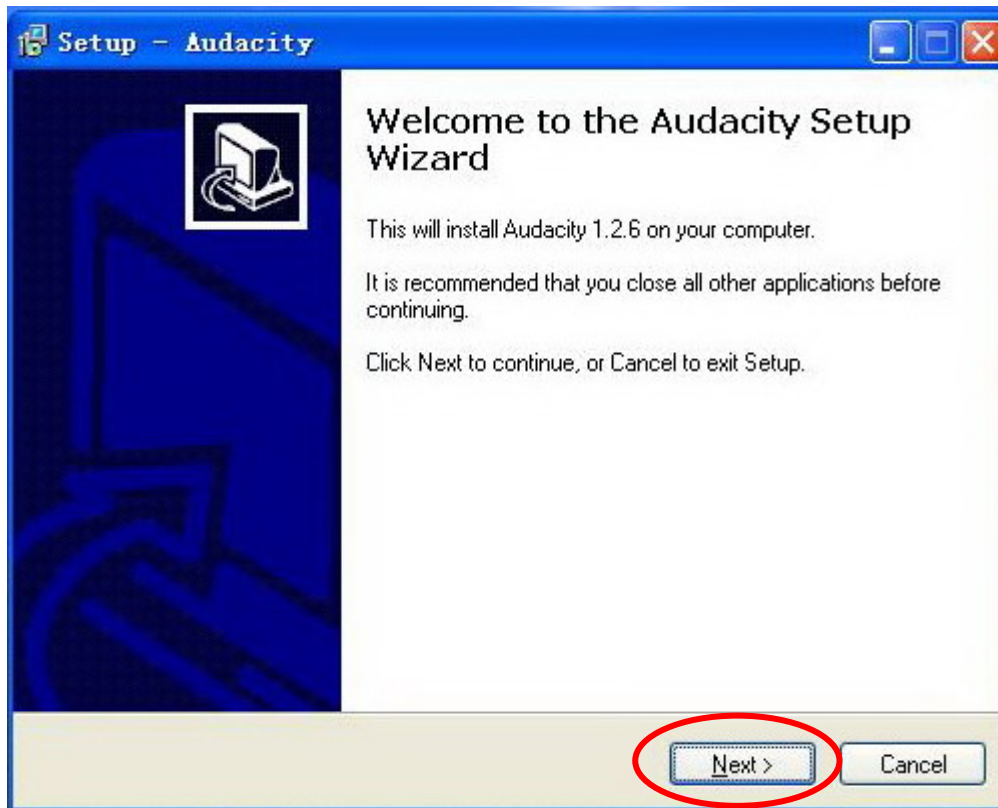 Setup - Audacity
Welcome to the Audacity Setup
Wizard
This will install Audacity 1.2.6 on your computer.
It is recommended that you close all other applications before
continuing.
Click Next to continue, or Cancel to exit Setup.
Next >
Cancel